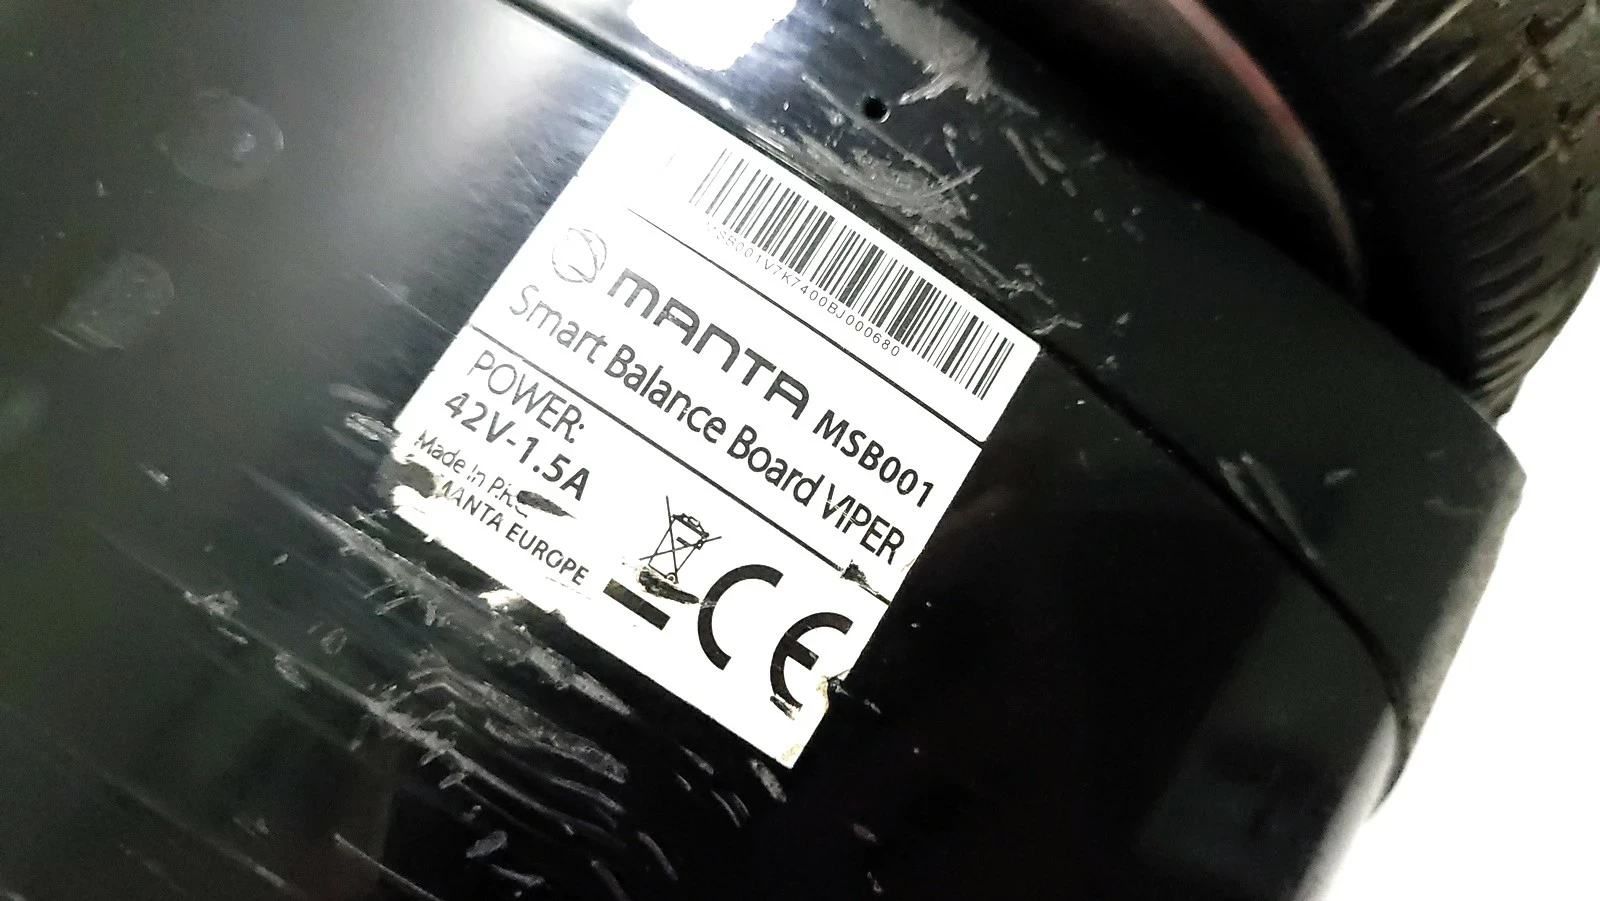 MSB001V7K7400BJ000680
MANTA MSB001
Smart Balance Board VIPER
POWER:
42V-1.5A
Made in P.R.C
MANTA EUROPE
CE